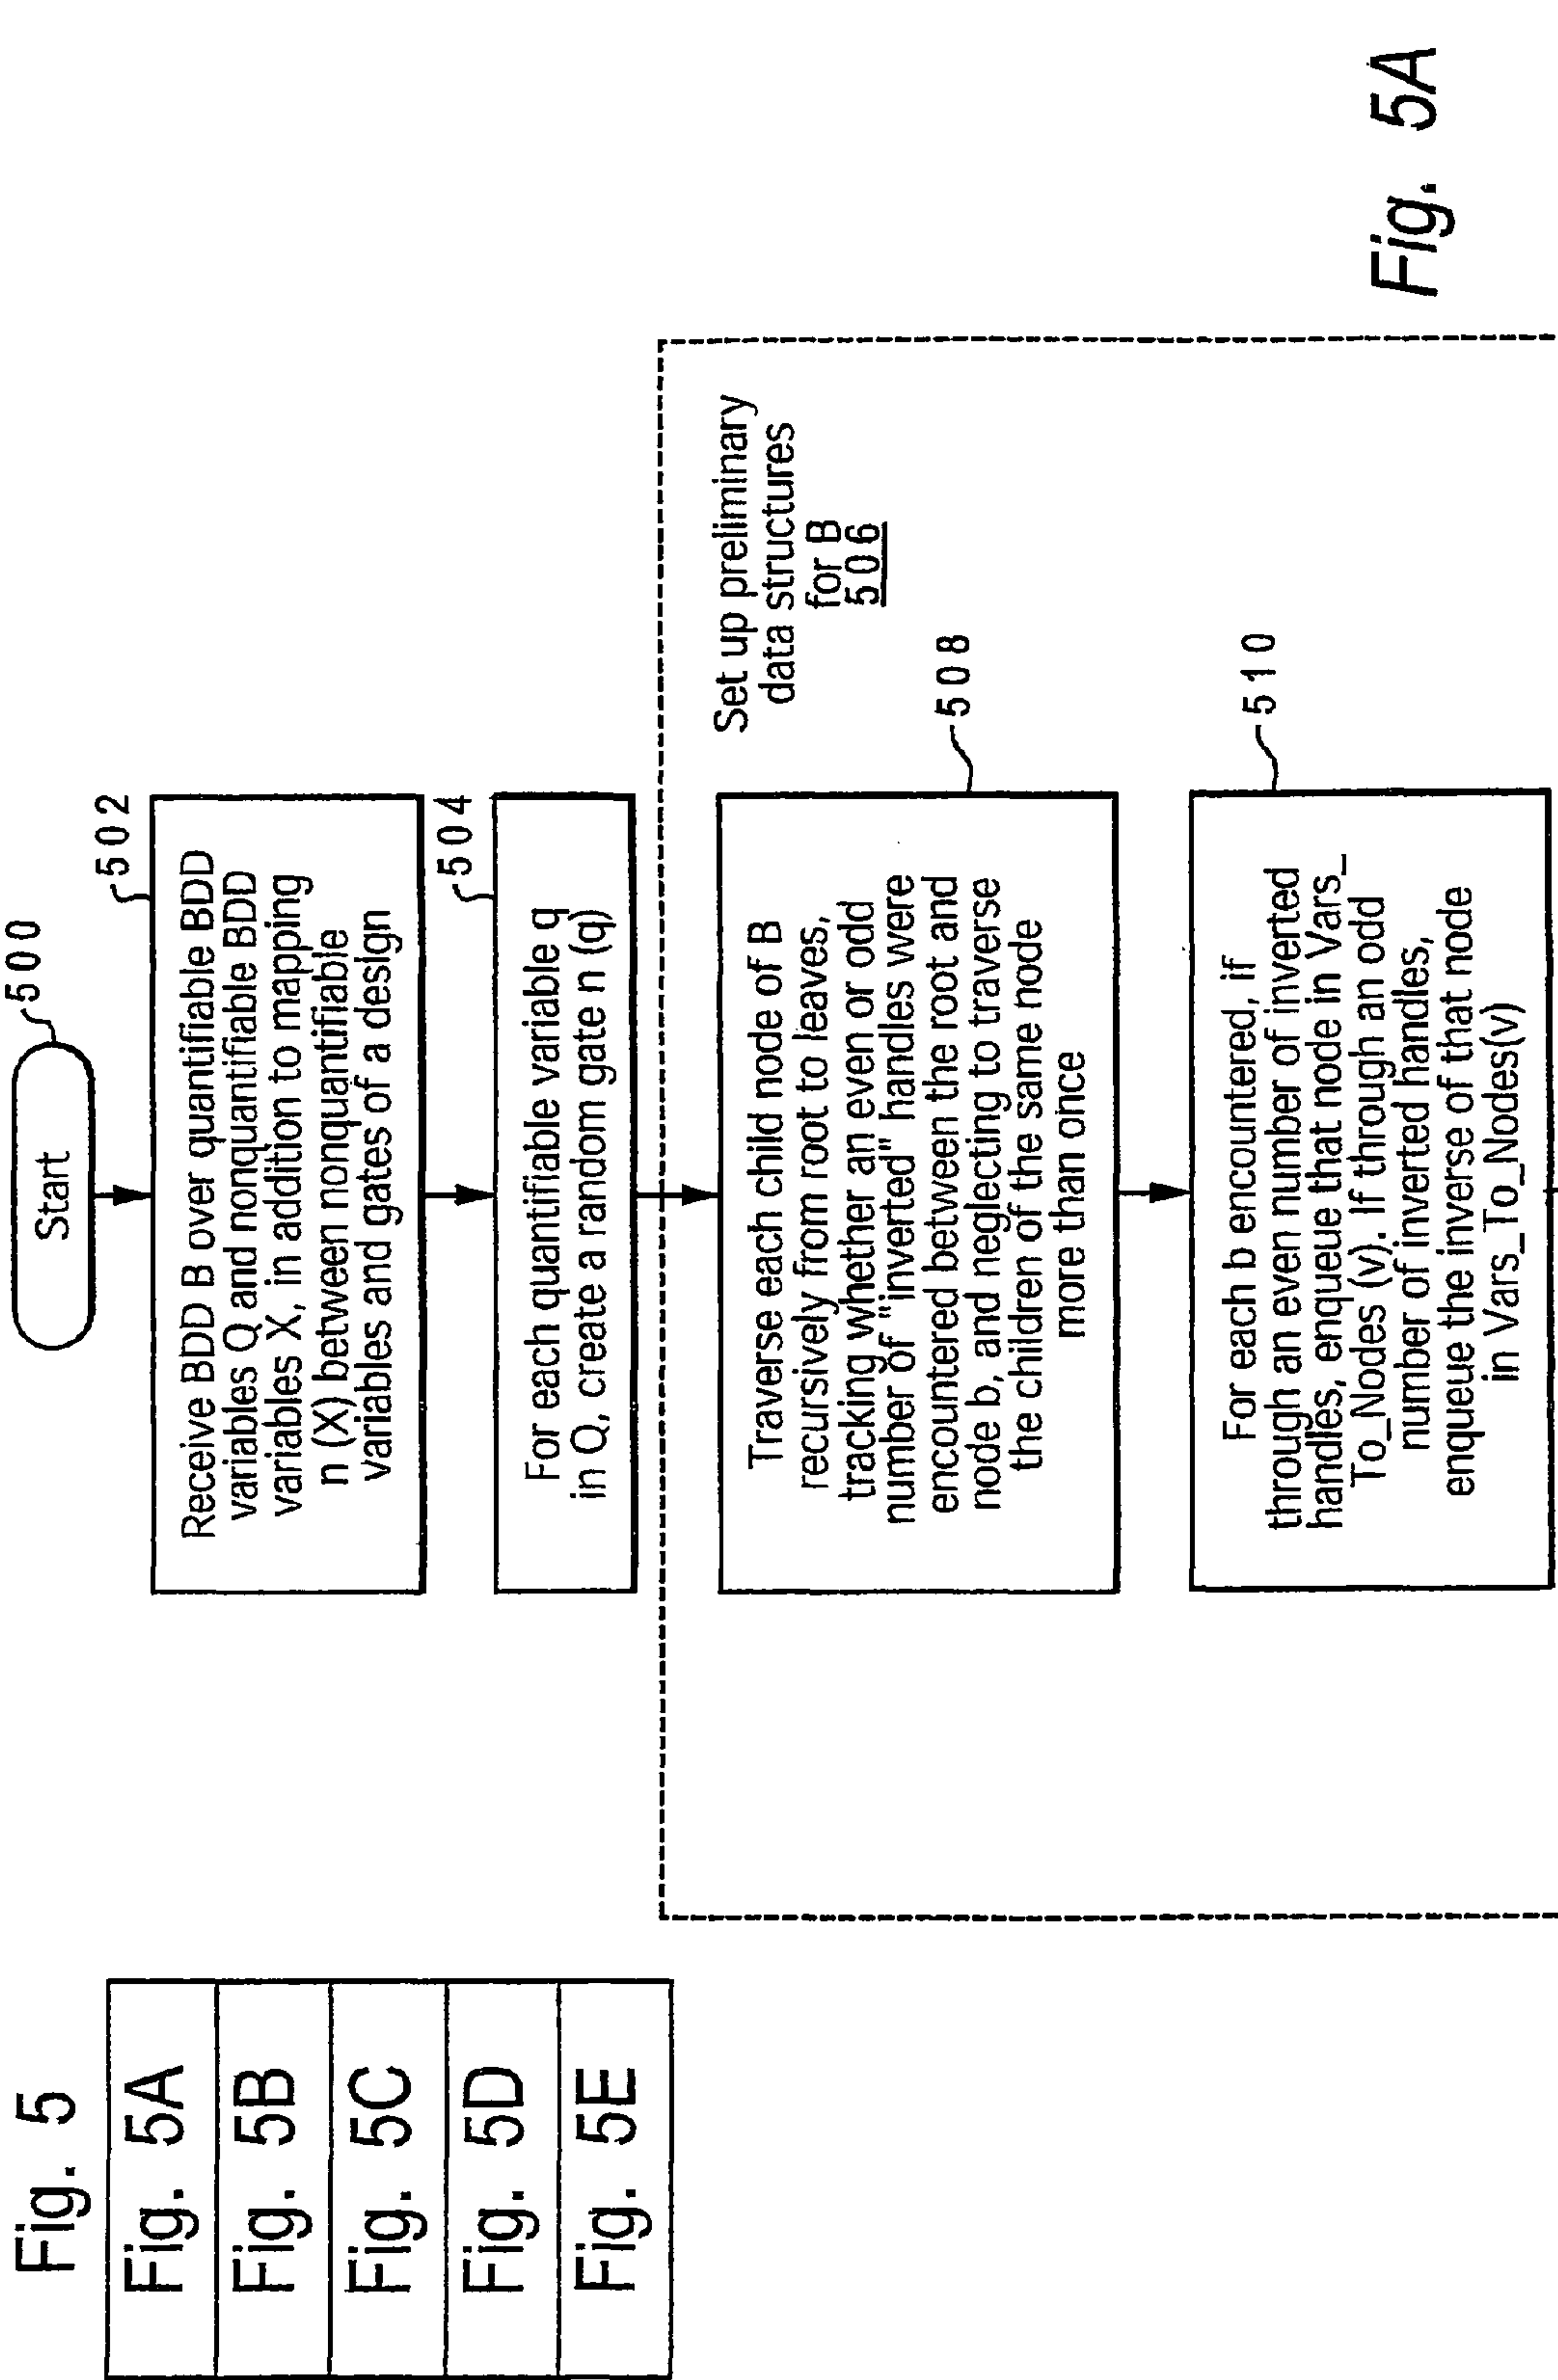 Fig. 5
Fig. 5A
Fig. 5B
Fig. 5C
Fig. 5D
Fig. 5E
Start
500
502
Receive BDD B over quantifiable BDD
variables Q and nonquantifiable BDD
variables X, in addition to mapping
n (X) between nonquantifiable
variables and gates of a design
504
For each quantifiable variable q
in Q, create a random gate n (q)
Set up preliminary
data structures
for B
506
508
Traverse each child node of B
recursively from root to leaves,
tracking whether an even or odd
number of "inverted" handles were
encountered between the root and
node b, and neglecting to traverse
the children of the same node
more than once
510
For each b encountered, if
through an even number of inverted
handles, enqueue that node in Vars_
To_Nodes (v). If through an odd
number of inverted handles,
enqueue the inverse of that node
in Vars_To_Nodes(v)
Fig. 5A